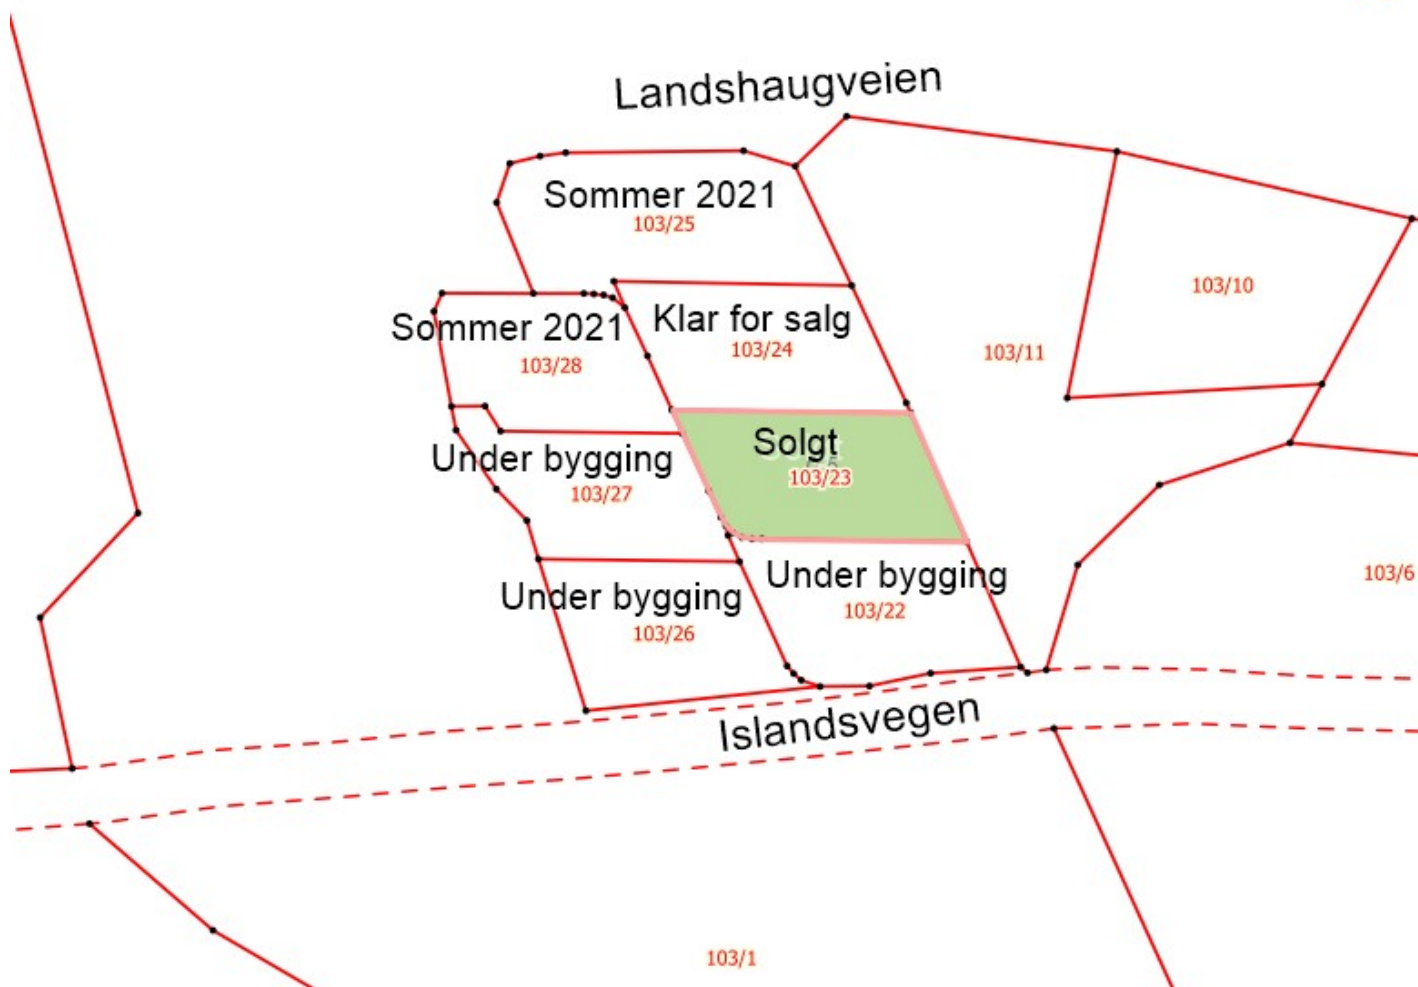 Landshaugveien
Sommer 2021
103/25
103/10
Sommer 2021
103/28
Klar for salg
103/24
103/11
Solgt
103/23
Under bygging
103/27
103/6
Under bygging
103/26
Under bygging
103/22
Islandsvegen
103/1